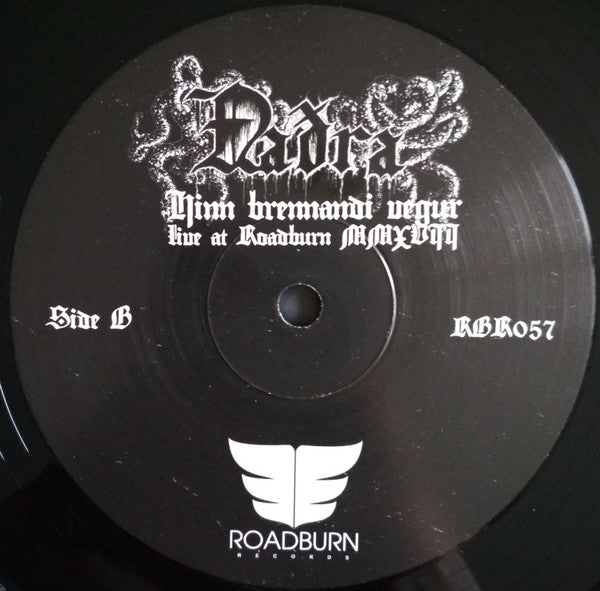 Naðra
Hinn brennandi vegur
live at Roadburn MMXVII
Side B
RBR057
ROADBURN
RECORDS